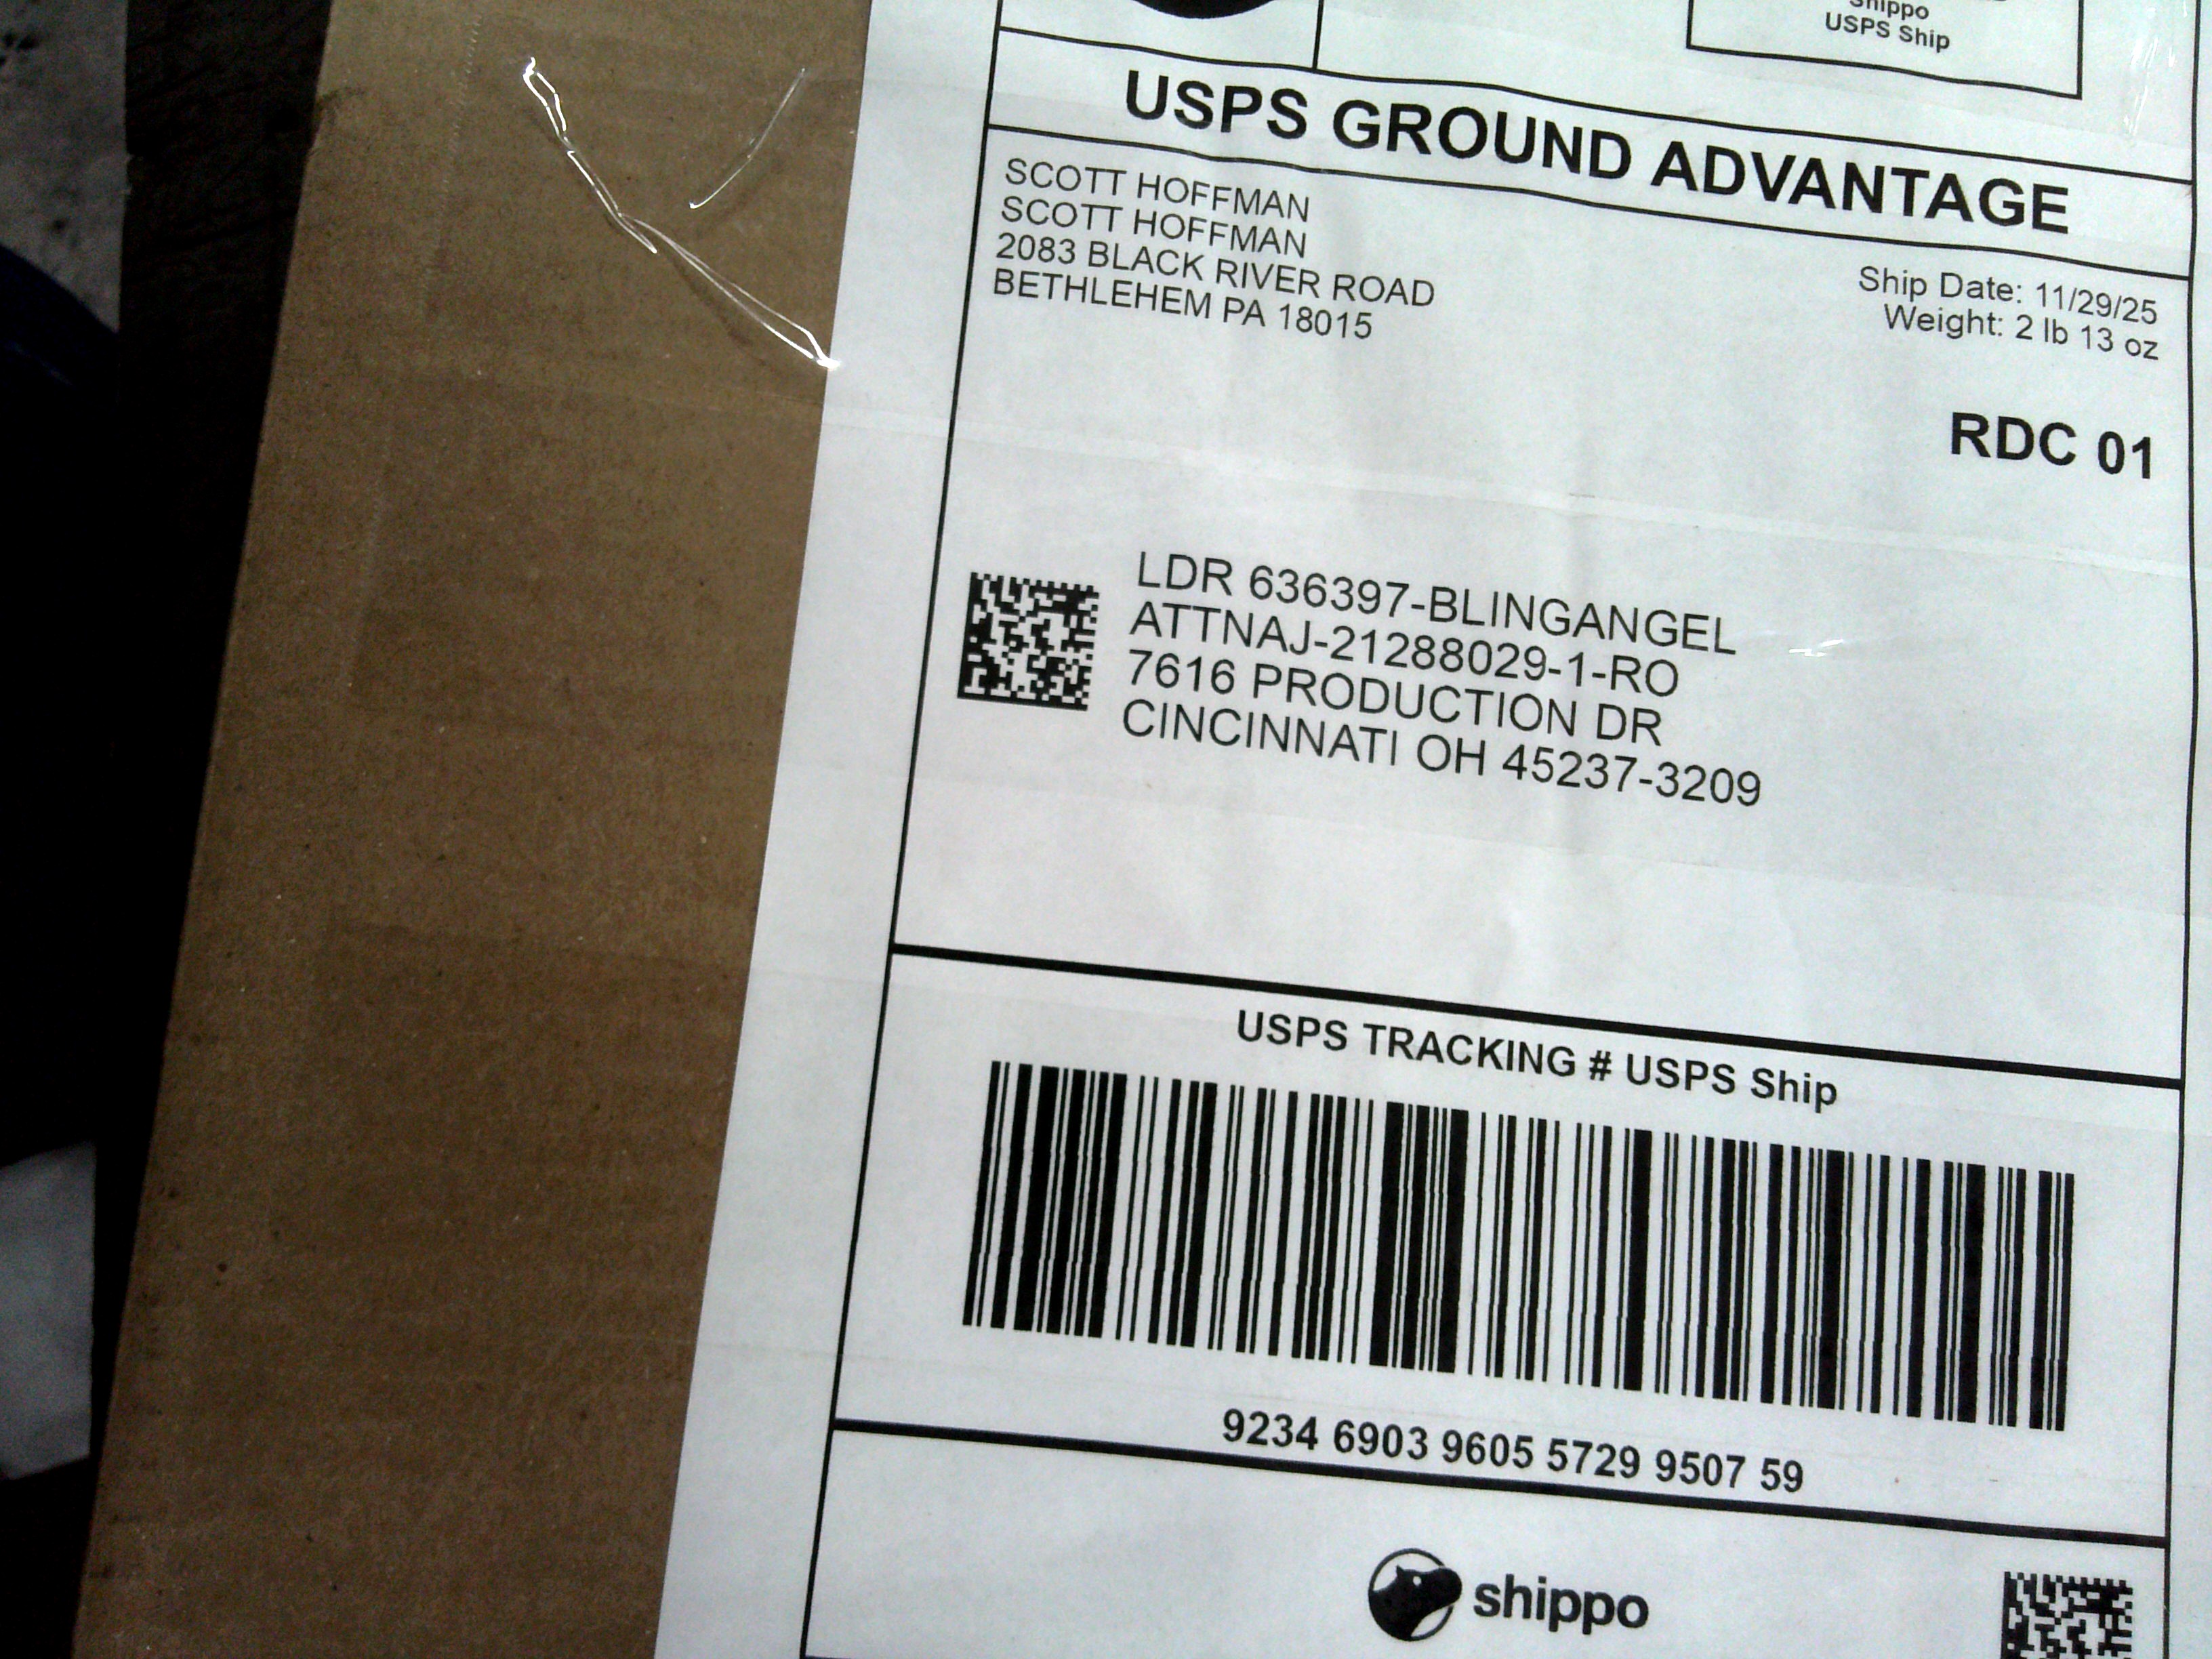 Shippo
USPS Ship
USPS GROUND ADVANTAGE
SCOTT HOFFMAN
SCOTT HOFFMAN
2083 BLACK RIVER ROAD
BETHLEHEM PA 18015
Ship Date: 11/29/25
Weight: 2 lb 13 oz
RDC 01
LDR 636397-BLINGANGEL
ATTNAJ-21288029-1-RO
7616 PRODUCTION DR
CINCINNATI OH 45237-3209
USPS TRACKING # USPS Ship
9234 6903 9605 5729 9507 59
shippo